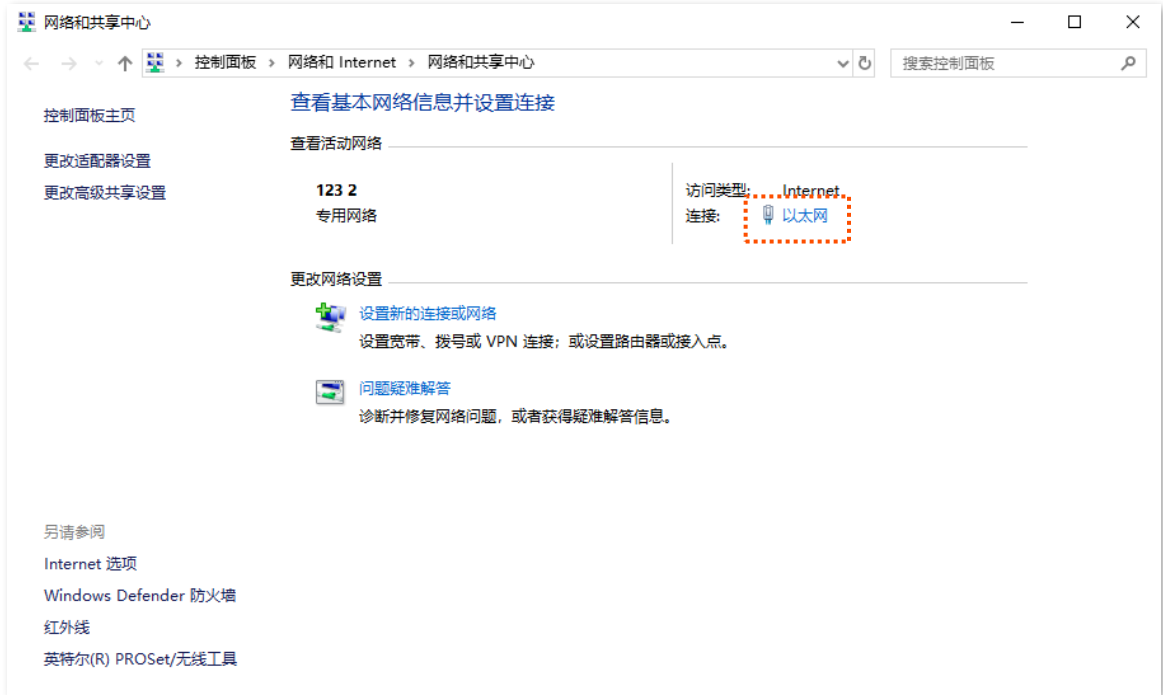 网络和共享中心
控制面板 › 网络和 Internet › 网络和共享中心
搜索控制面板
控制面板主页
更改适配器设置
更改高级共享设置
查看基本网络信息并设置连接
查看活动网络
123 2
专用网络
访问类型: Internet
连接: 以太网
更改网络设置
设置新的连接或网络
设置宽带、拨号或 VPN 连接；或设置路由器或接入点。
问题疑难解答
诊断并修复网络问题，或者获得疑难解答信息。
另请参阅
Internet 选项
Windows Defender 防火墙
红外线
英特尔(R) PROSet/无线工具